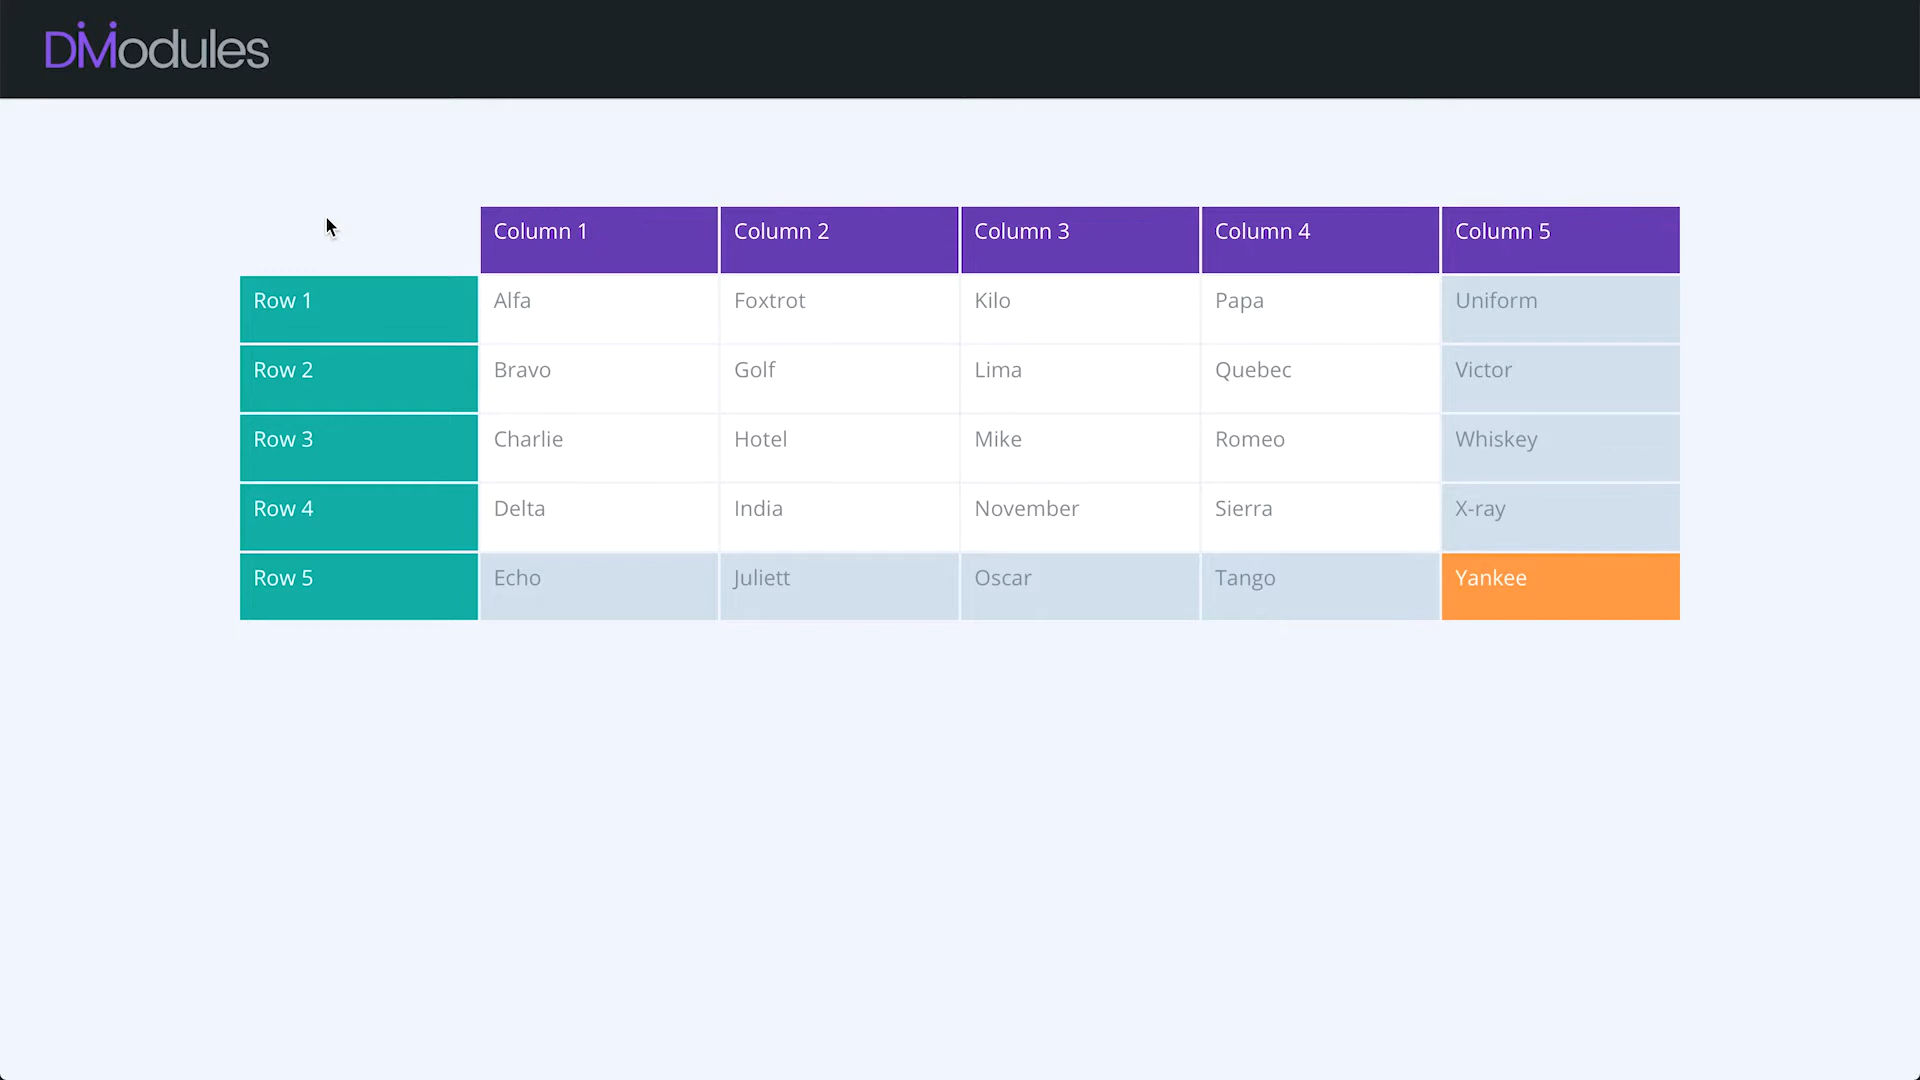 DiModules
Column 1 Column 2 Column 3 Column 4 Column 5
Row 1 Alfa Foxtrot Kilo Papa Uniform
Row 2 Bravo Golf Lima Quebec Victor
Row 3 Charlie Hotel Mike Romeo Whiskey
Row 4 Delta India November Sierra X-ray
Row 5 Echo Juliett Oscar Tango Yankee